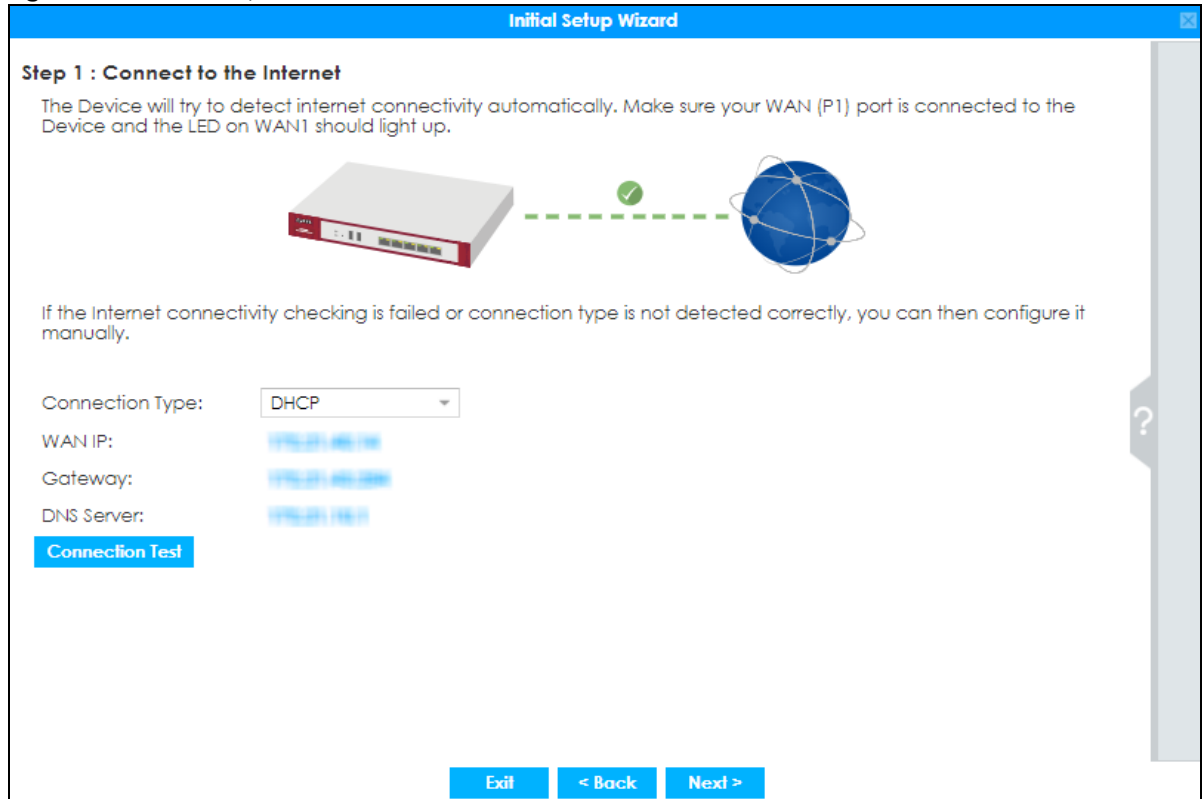 Initial Setup Wizard
Step 1 : Connect to the Internet
The Device will try to detect internet connectivity automatically. Make sure your WAN (P1) port is connected to the
Device and the LED on WAN1 should light up.
If the Internet connectivity checking is failed or connection type is not detected correctly, you can then configure it
manually.
Connection Type: DHCP
?
WAN IP:
Gateway:
DNS Server:
Connection Test
Exit < Back Next >